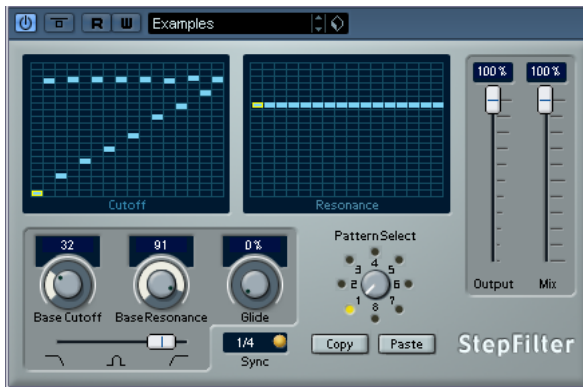 R W Examples
100% 100%
Cutoff Resonance
32 91 0%
Pattern Select
1 2 3 4 5 6 7 8
Base Cutoff Base Resonance Glide
Output Mix
1/4 Copy Paste
Sync
StepFilter